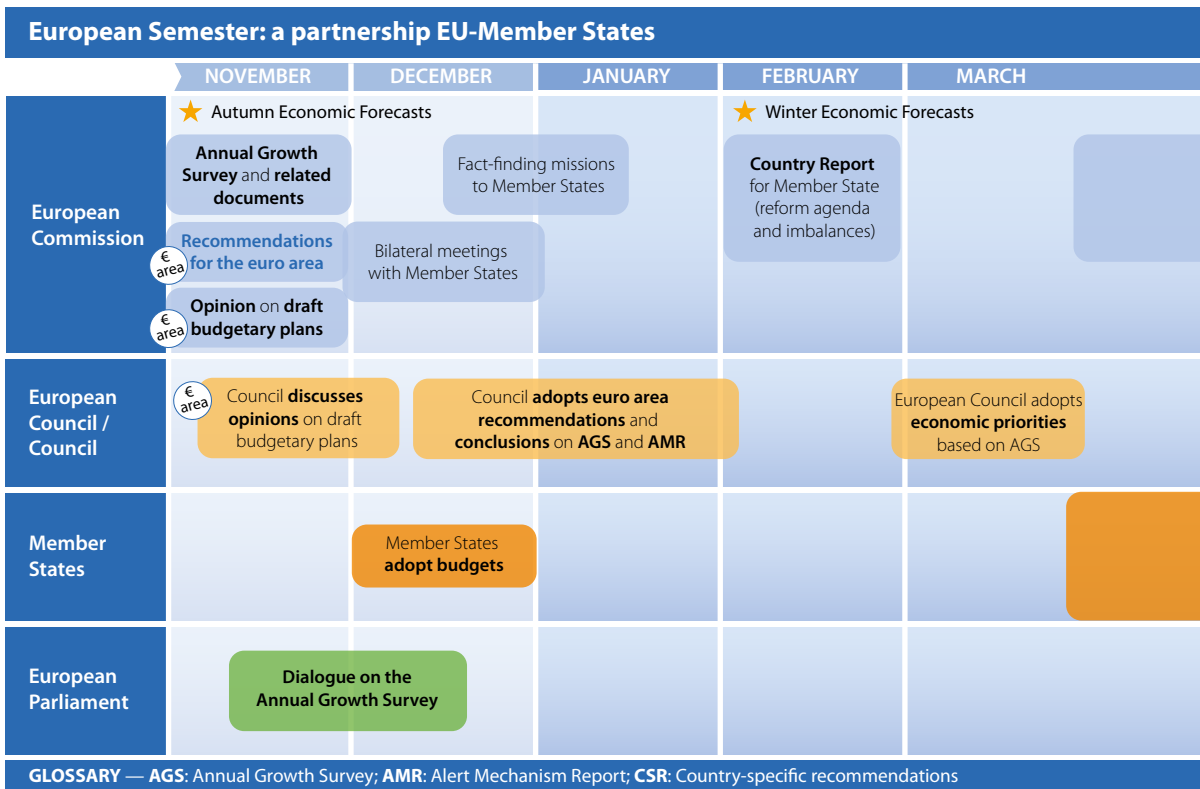 European Semester: a partnership EU-Member States
NOVEMBER
DECEMBER
JANUARY
FEBRUARY
MARCH
European
Commission
Autumn Economic Forecasts
Winter Economic Forecasts
Annual Growth
Survey and related
documents
Fact-finding missions
to Member States
Country Report
for Member State
(reform agenda
and imbalances)
€
area
Recommendations
for the euro area
Bilateral meetings
with Member States
€
area
Opinion on draft
budgetary plans
European
Council /
Council
€
area
Council discusses
opinions on draft
budgetary plans
Council adopts euro area
recommendations and
conclusions on AGS and AMR
European Council adopts
economic priorities
based on AGS
Member
States
Member States
adopt budgets
European
Parliament
Dialogue on the
Annual Growth Survey
GLOSSARY — AGS: Annual Growth Survey; AMR: Alert Mechanism Report; CSR: Country-specific recommendations